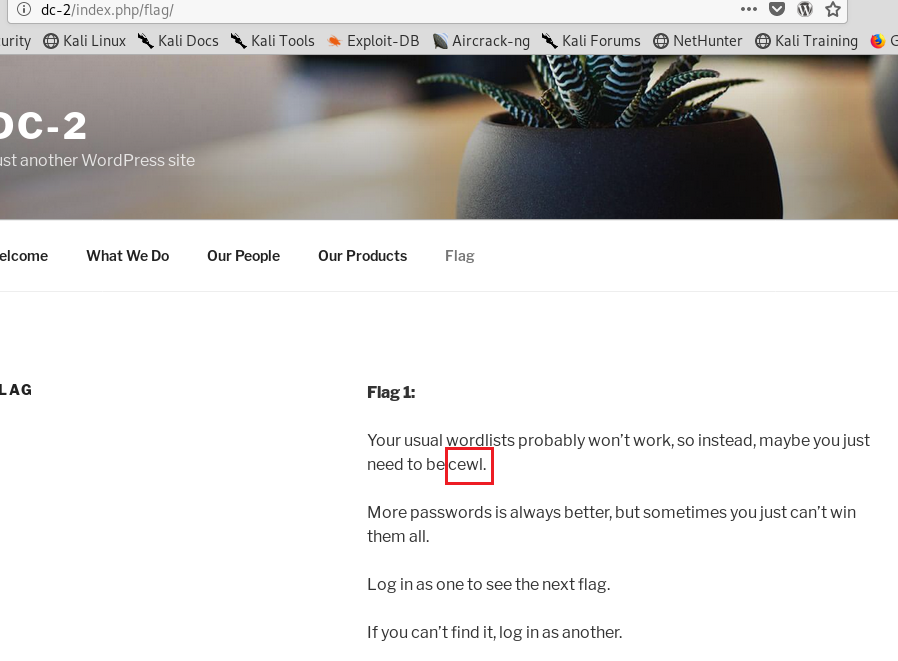 dc-2/index.php/flag/
urity Kali Linux Kali Docs Kali Tools Exploit-DB Aircrack-ng Kali Forums NetHunter Kali Training G
DC-2
ust another WordPress site
elcome What We Do Our People Our Products Flag
LAG
Flag 1:
Your usual wordlists probably won’t work, so instead, maybe you just
need to be cewl.
More passwords is always better, but sometimes you just can’t win
them all.
Log in as one to see the next flag.
If you can’t find it, log in as another.